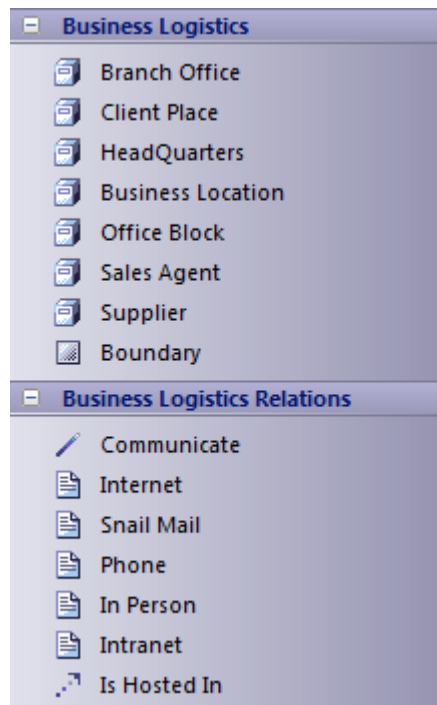 Business Logistics
Branch Office
Client Place
HeadQuarters
Business Location
Office Block
Sales Agent
Supplier
Boundary
Business Logistics Relations
Communicate
Internet
Snail Mail
Phone
In Person
Intranet
Is Hosted In